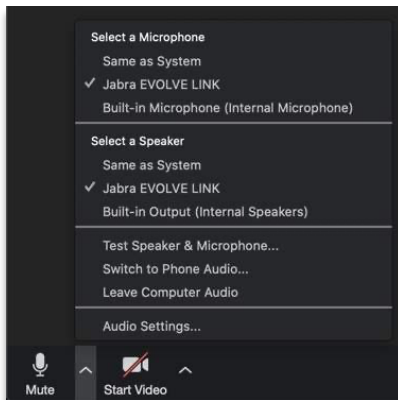 Select a Microphone
Same as System
✓ Jabra EVOLVE LINK
Built-in Microphone (Internal Microphone)
Select a Speaker
Same as System
✓ Jabra EVOLVE LINK
Built-in Output (Internal Speakers)
Test Speaker & Microphone...
Switch to Phone Audio...
Leave Computer Audio
Audio Settings...
Mute Start Video